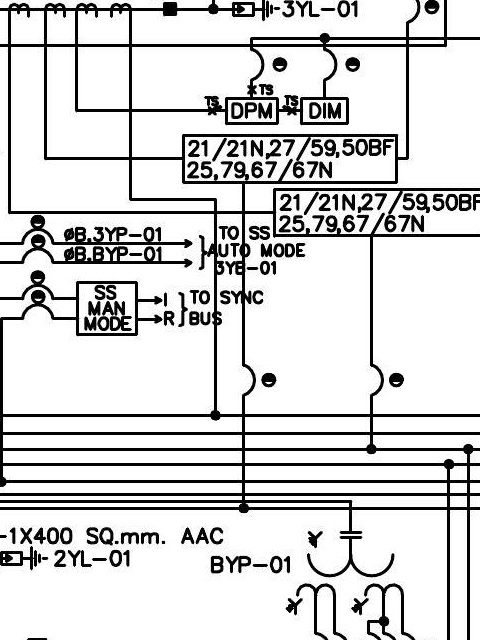 3YL-01
TS
TS DPM TS DIM
21/21N,27/59,50BF
25,79,67/67N
21/21N,27/59,50BF
25,79,67/67N
øB.3YP-01
øB.BYP-01
TO SS
AUTO MODE
3YB-01
SS
MAN
MODE
I
R
TO SYNC
BUS
-1X400 SQ.mm. AAC
2YL-01
BYP-01